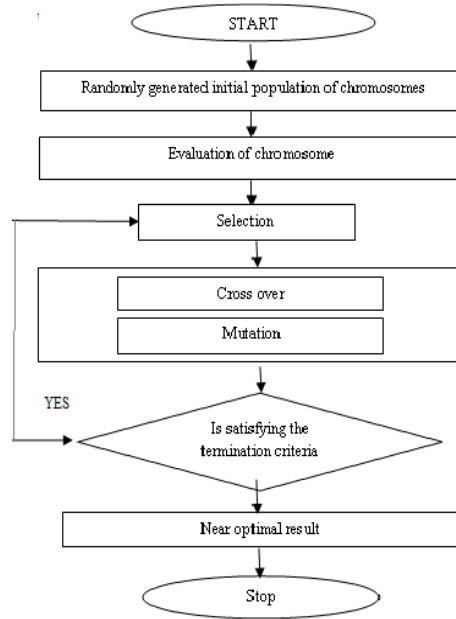 START
Randomly generated initial population of chromosomes
Evaluation of chromosome
Selection
Cross over
Mutation
YES
Is satisfying the
termination criteria
Near optimal result
Stop